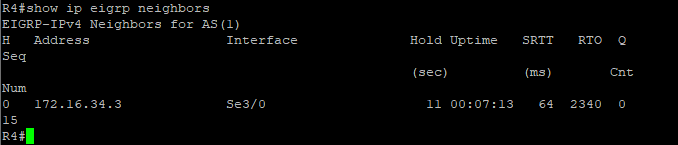 R4#show ip eigrp neighbors
EIGRP-IPv4 Neighbors for AS(1)
H   Address                 Interface              Hold Uptime   SRTT   RTO  Q
Seq
                                                   (sec)         (ms)       Cnt
Num
0   172.16.34.3             Se3/0                    11 00:07:13   64  2340  0
15
R4#